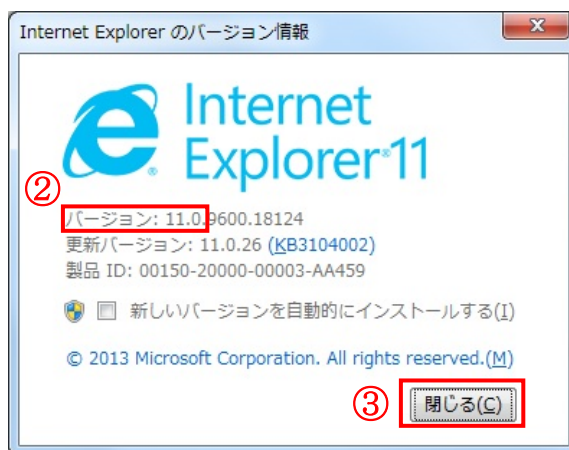 Internet Explorer のバージョン情報
x
Internet
Explorer®11
②
バージョン: 11.0.9600.18124
更新バージョン: 11.0.26 (KB3104002)
製品 ID: 00150-20000-00003-AA459
新しいバージョンを自動的にインストールする(I)
© 2013 Microsoft Corporation. All rights reserved.(M)
③ 閉じる(C)